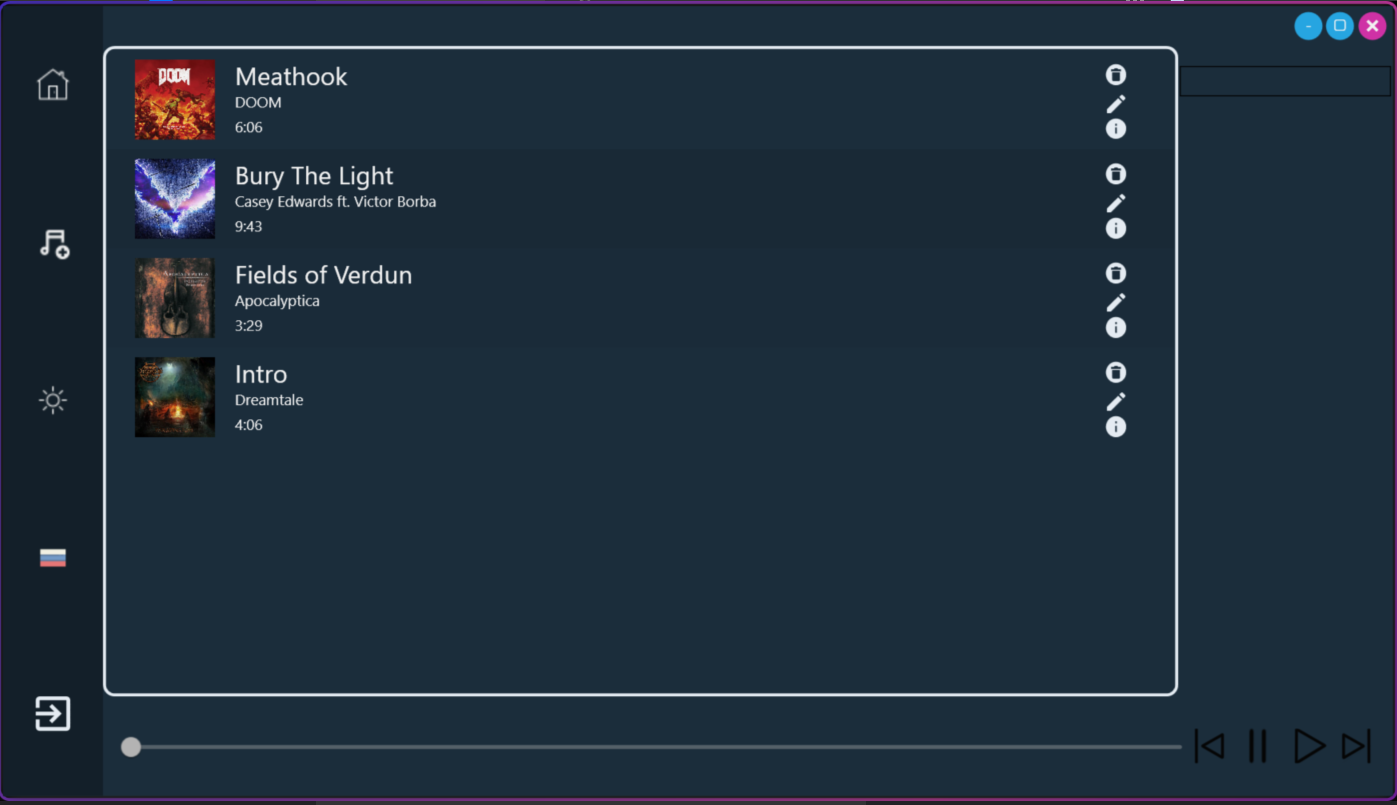 DOOM
Meathook
DOOM
6:06
Bury The Light
Casey Edwards ft. Victor Borba
9:43
Fields of Verdun
Apocalyptica
3:29
Intro
Dreamtale
4:06